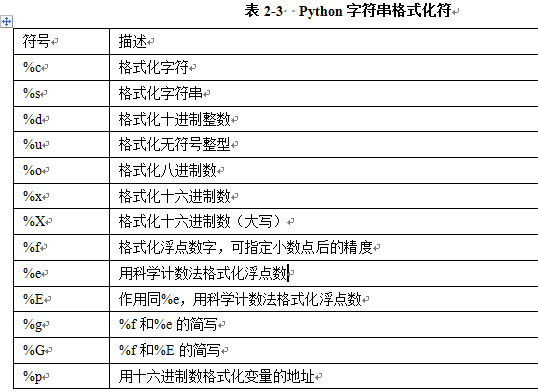 表 2-3 Python 字符串格式化符
符号 描述
%c 格式化字符
%s 格式化字符串
%d 格式化十进制整数
%u 格式化无符号整型
%o 格式化八进制数
%x 格式化十六进制数
%X 格式化十六进制数（大写）
%f 格式化浮点数字，可指定小数点后的精度
%e 用科学计数法格式化浮点数
%E 作用同%e，用科学计数法格式化浮点数
%g %f 和%e 的简写
%G %f 和%E 的简写
%p 用十六进制数格式化变量的地址